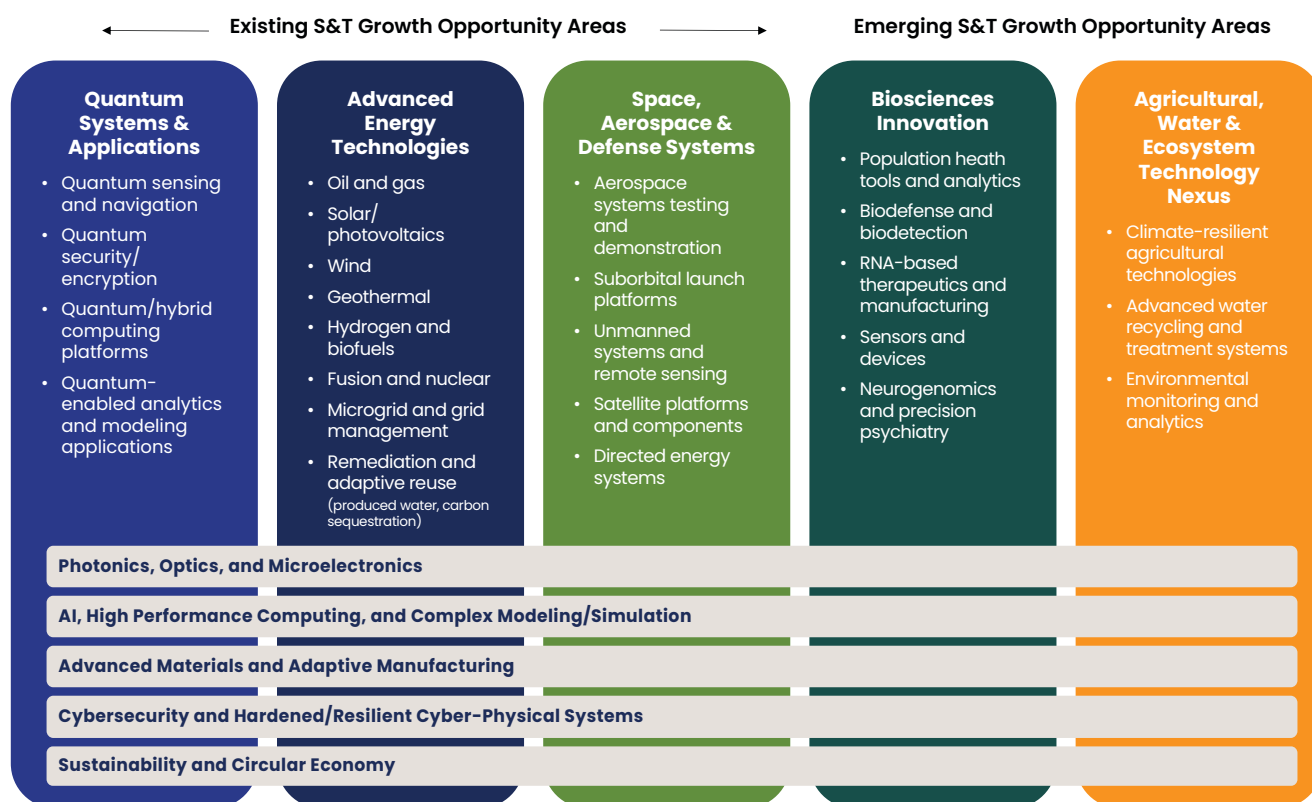 Existing S&T Growth Opportunity Areas
Emerging S&T Growth Opportunity Areas
Quantum
Systems &
Applications
• Quantum sensing
and navigation
• Quantum
security/
encryption
• Quantum/hybrid
computing
platforms
• Quantum-
enabled analytics
and modeling
applications
Advanced
Energy
Technologies
• Oil and gas
• Solar/
photovoltaics
• Wind
• Geothermal
• Hydrogen and
biofuels
• Fusion and nuclear
• Microgrid and grid
management
• Remediation and
adaptive reuse
(produced water, carbon
sequestration)
Space,
Aerospace &
Defense Systems
• Aerospace
systems testing
and
demonstration
• Suborbital launch
platforms
• Unmanned
systems and
remote sensing
• Satellite platforms
and components
• Directed energy
systems
Biosciences
Innovation
• Population heath
tools and analytics
• Biodefense and
biodetection
• RNA-based
therapeutics and
manufacturing
• Sensors and
devices
• Neurogenomics
and precision
psychiatry
Agricultural,
Water &
Ecosystem
Technology
Nexus
• Climate-resilient
agricultural
technologies
• Advanced water
recycling and
treatment systems
• Environmental
monitoring and
analytics
Photonics, Optics, and Microelectronics
AI, High Performance Computing, and Complex Modeling/Simulation
Advanced Materials and Adaptive Manufacturing
Cybersecurity and Hardened/Resilient Cyber-Physical Systems
Sustainability and Circular Economy